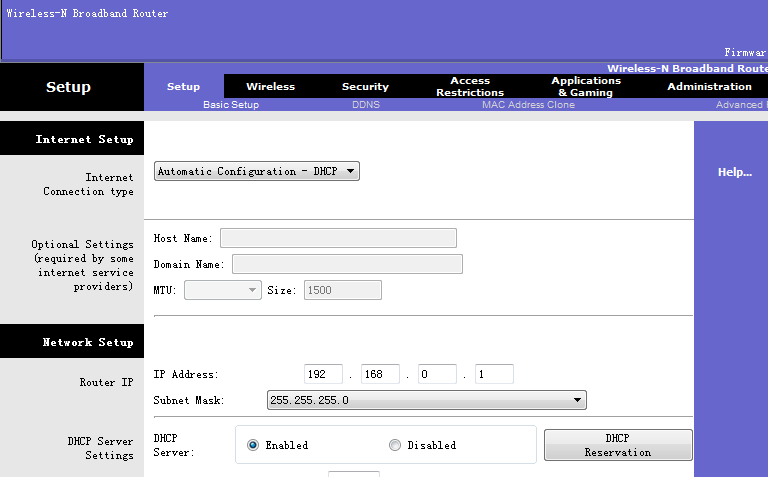 Wireless-N Broadband Router
Firmwar
Wireless-N Broadband Route
Setup
Setup Wireless Security Access Restrictions Applications & Gaming Administration
Basic Setup DDNS MAC Address Clone Advanced
Internet Setup
Help...
Internet Connection type
Automatic Configuration - DHCP
Optional Settings
(required by some
internet service
providers)
Host Name:
Domain Name:
MTU: Size: 1500
Network Setup
Router IP
IP Address: 192 . 168 . 0 . 1
Subnet Mask: 255.255.255.0
DHCP Server
Settings
DHCP
Server:
Enabled Disabled
DHCP
Reservation